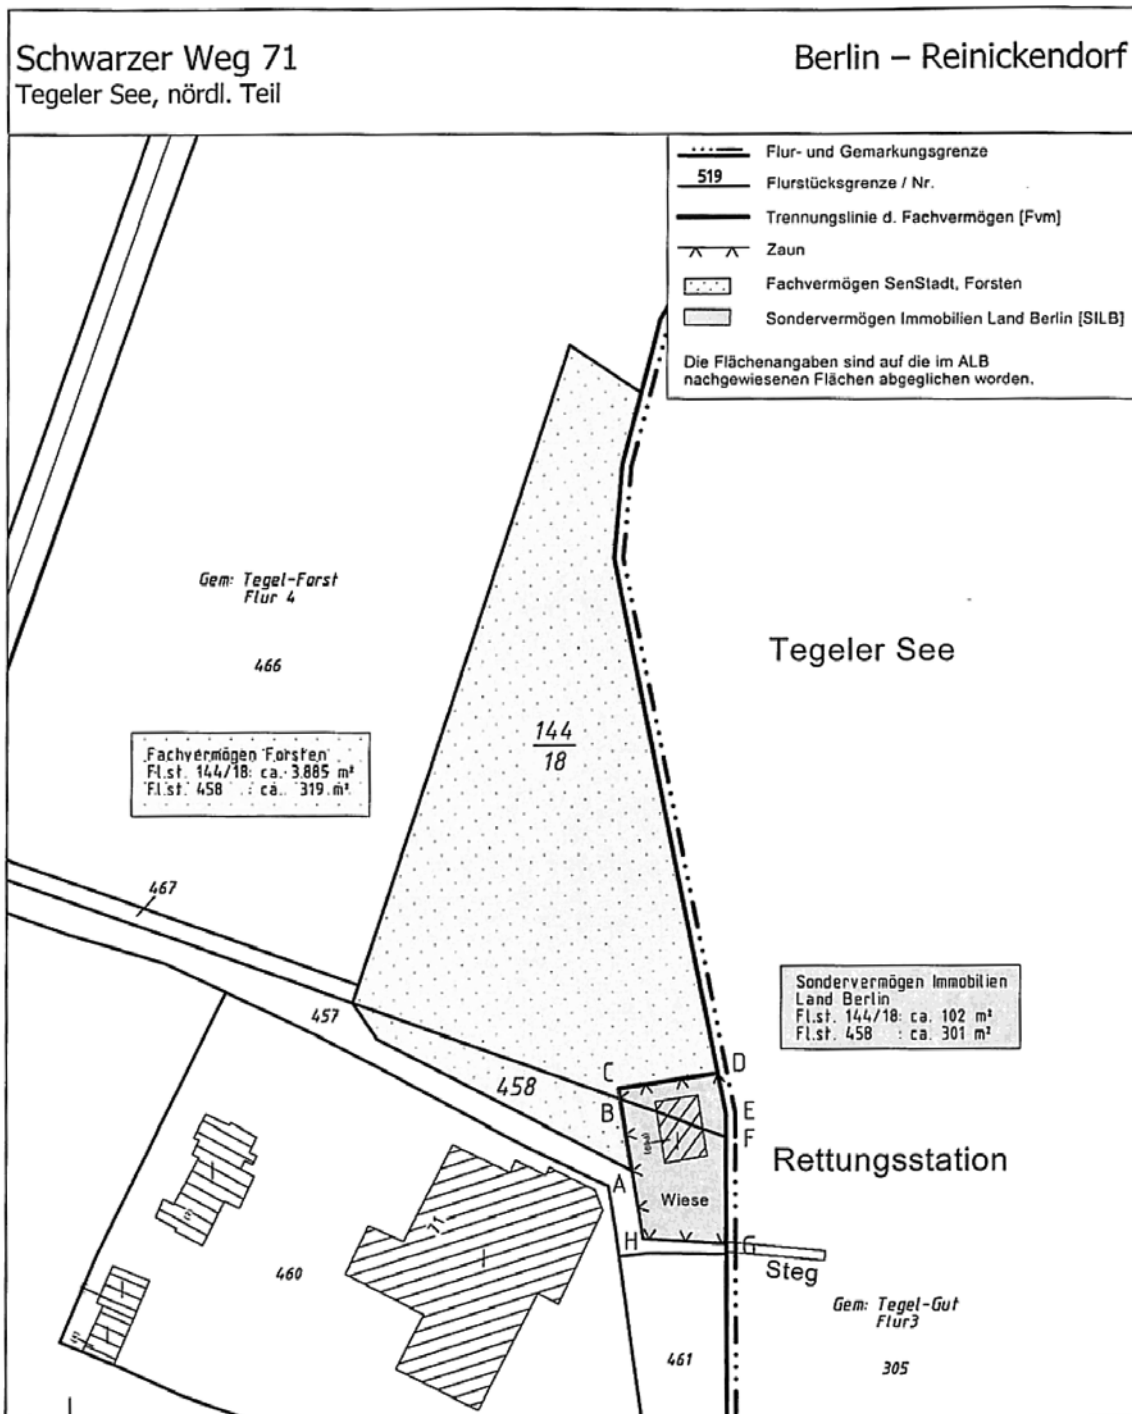 Schwarzer Weg 71
Tegeler See, nördl. Teil
Berlin – Reinickendorf
Flur- und Gemarkungsgrenze
519 Flurstücksgrenze / Nr.
Trennungslinie d. Fachvermögen [Fvm]
Zaun
Fachvermögen SenStadt, Forsten
Sondervermögen Immobilien Land Berlin [SILB]
Die Flächenangaben sind auf die im ALB
nachgewiesenen Flächen abgeglichen worden.
Gem: Tegel-Forst
Flur 4
466
Tegeler See
144
18
Fachvermögen Forsten
Fl.st. 144/18: ca. 3.885 m²
Fl.st. 458 : ca. 319 m²
467
457
458
Sondervermögen Immobilien
Land Berlin
Fl.st. 144/18: ca. 102 m²
Fl.st. 458 : ca. 301 m²
C
D
B
E
F
Rettungsstation
A
Wiese
H
G
Steg
71
460
461
Gem: Tegel-Gut
Flur3
305